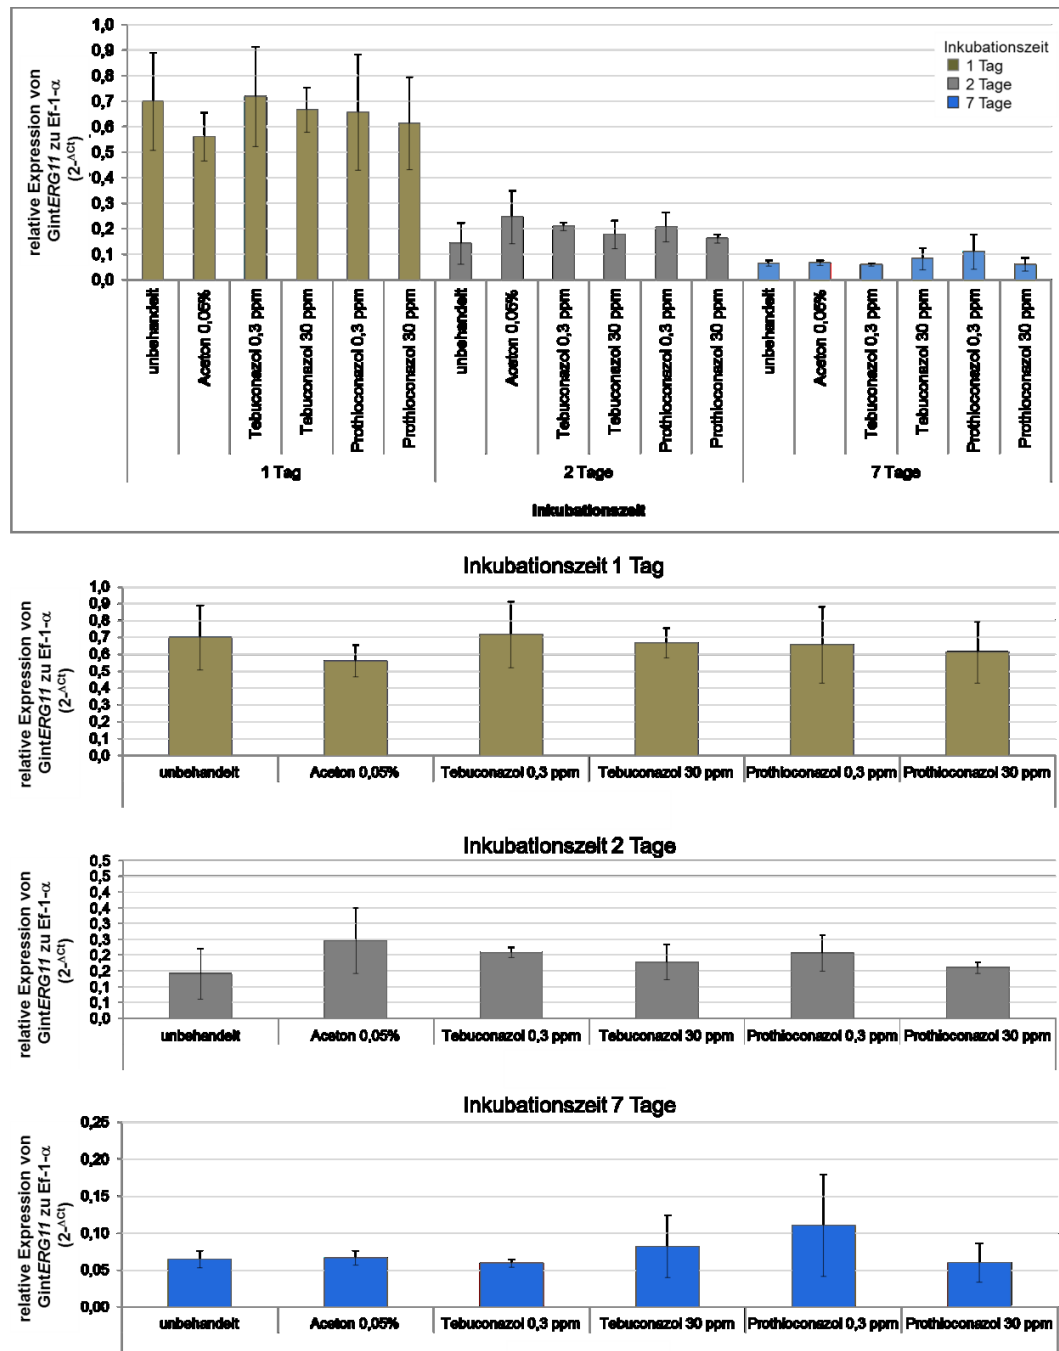 relative Expression von
GintERG11 zu Ef-1-α
(2-ΔCt)
1,0
0,9
0,8
0,7
0,6
0,5
0,4
0,3
0,2
0,1
0,0
Inkubationszeit
1 Tag
2 Tage
7 Tage
unbehandelt
Aceton 0,05%
Tebuconazol 0,3 ppm
Tebuconazol 30 ppm
Prothioconazol 0,3 ppm
Prothioconazol 30 ppm
unbehandelt
Aceton 0,05%
Tebuconazol 0,3 ppm
Tebuconazol 30 ppm
Prothioconazol 0,3 ppm
Prothioconazol 30 ppm
unbehandelt
Aceton 0,05%
Tebuconazol 0,3 ppm
Tebuconazol 30 ppm
Prothioconazol 0,3 ppm
Prothioconazol 30 ppm
1 Tag 2 Tage 7 Tage
Inkubationszeit
Inkubationszeit 1 Tag
relative Expression von
GintERG11 zu Ef-1-α
(2-ΔCt)
1,0
0,9
0,8
0,7
0,6
0,5
0,4
0,3
0,2
0,1
0,0
unbehandelt Aceton 0,05% Tebuconazol 0,3 ppm Tebuconazol 30 ppm Prothioconazol 0,3 ppm Prothioconazol 30 ppm
Inkubationszeit 2 Tage
relative Expression von
GintERG11 zu Ef-1-α
(2-ΔCt)
0,5
0,5
0,4
0,4
0,3
0,3
0,2
0,2
0,1
0,1
0,0
unbehandelt Aceton 0,05% Tebuconazol 0,3 ppm Tebuconazol 30 ppm Prothioconazol 0,3 ppm Prothioconazol 30 ppm
Inkubationszeit 7 Tage
relative Expression von
GintERG11 zu Ef-1-α
(2-ΔCt)
0,25
0,20
0,15
0,10
0,05
0,00
unbehandelt Aceton 0,05% Tebuconazol 0,3 ppm Tebuconazol 30 ppm Prothioconazol 0,3 ppm Prothioconazol 30 ppm